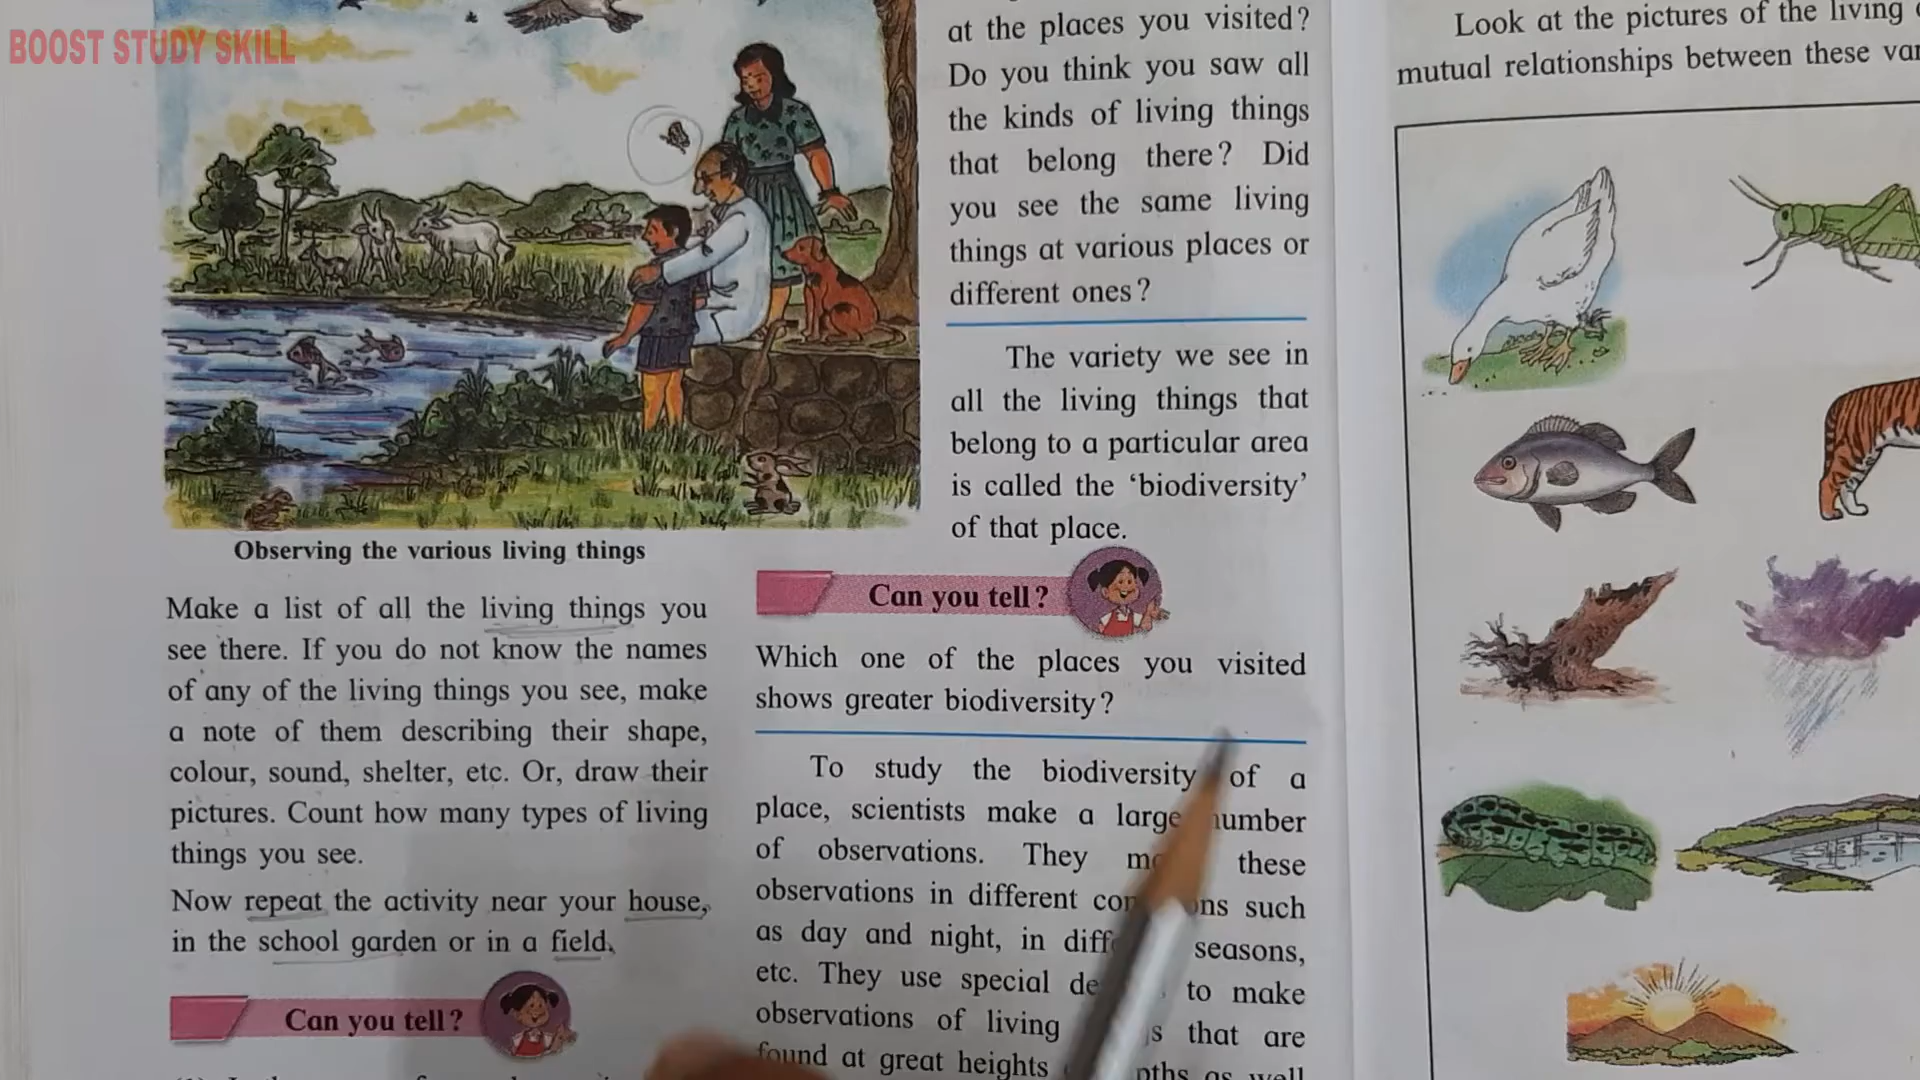 BOOST STUDY SKILL
Observing the various living things
Make a list of all the living things you
see there. If you do not know the names
of any of the living things you see, make
a note of them describing their shape,
colour, sound, shelter, etc. Or, draw their
pictures. Count how many types of living
things you see.
Now repeat the activity near your house,
in the school garden or in a field.
Can you tell?
at the places you visited?
Do you think you saw all
the kinds of living things
that belong there? Did
you see the same living
things at various places or
different ones?
The variety we see in
all the living things that
belong to a particular area
is called the ‘biodiversity’
of that place.
Can you tell?
Which one of the places you visited
shows greater biodiversity?
To study the biodiversity of a
place, scientists make a large number
of observations. They these
observations in different such
as day and night, in seasons,
etc. They use special to make
observations of living that are
found at great heights as well
Look at the pictures of the living
mutual relationships between these